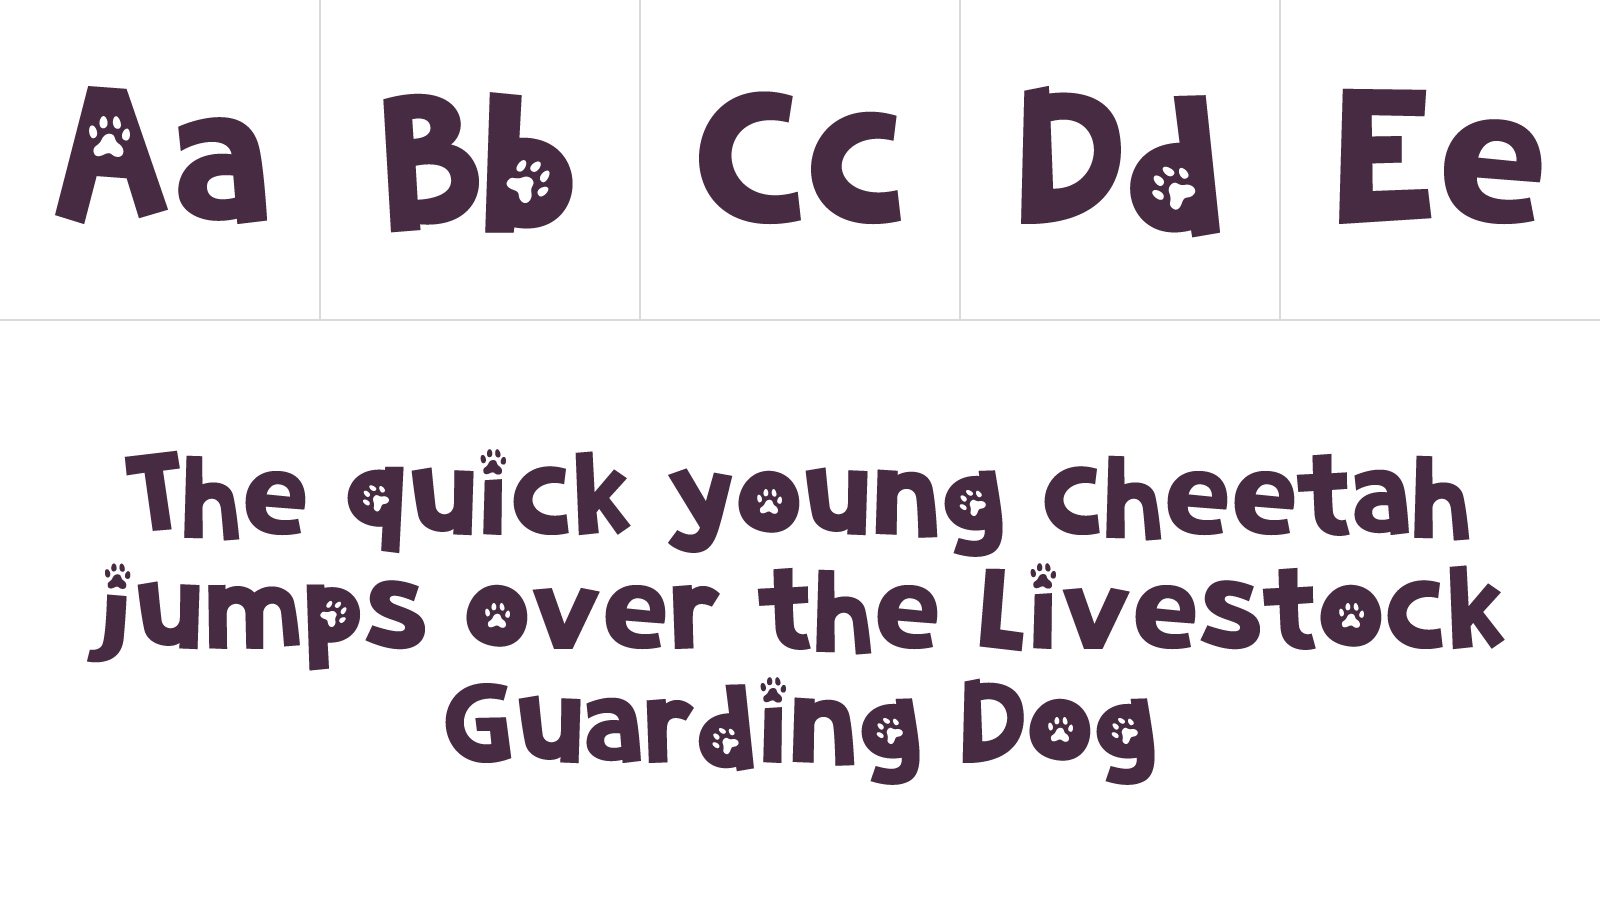 Aa Bb Cc Dd Ee
The quick young cheetah
jumps over the Livestock
Guarding Dog